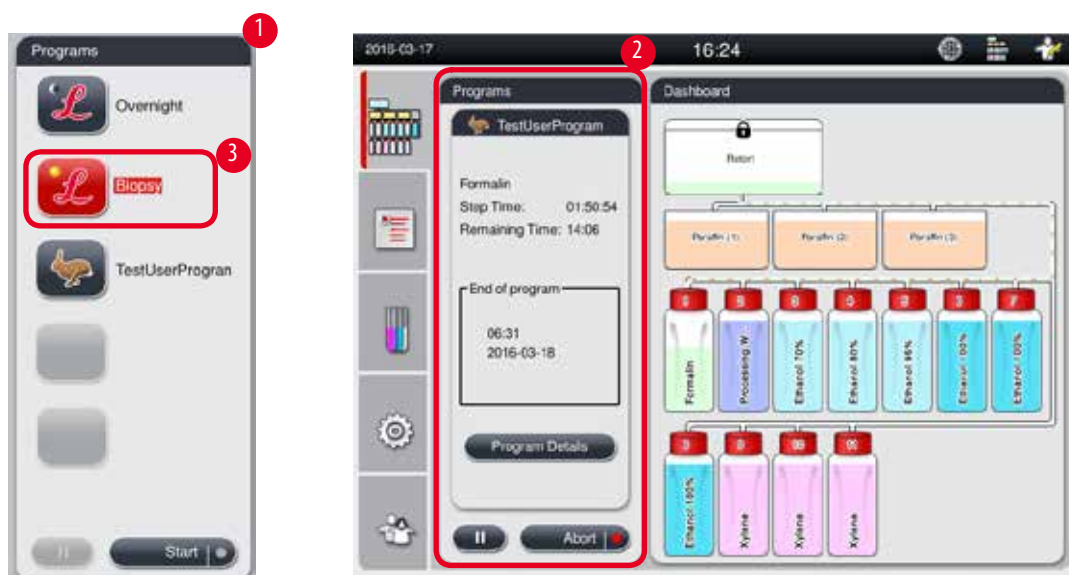 1
Programs
Overnight
3
Biopsy
TestUserProgran
Start
2016-03-17
2
16:24
Programs
TestUserProgram
Formalin
Step Time: 01:50:54
Remaining Time: 14:06
End of program
06:31
2016-03-18
Program Details
Abort
Dashboard
Retort
Paraffin (1)
Paraffin (2)
Paraffin (3)
Formalin
Processing W...
Ethanol 70%
Ethanol 80%
Ethanol 95%
Ethanol 100%
Ethanol 100%
Ethanol 100%
Xylene
Xylene
Xylene